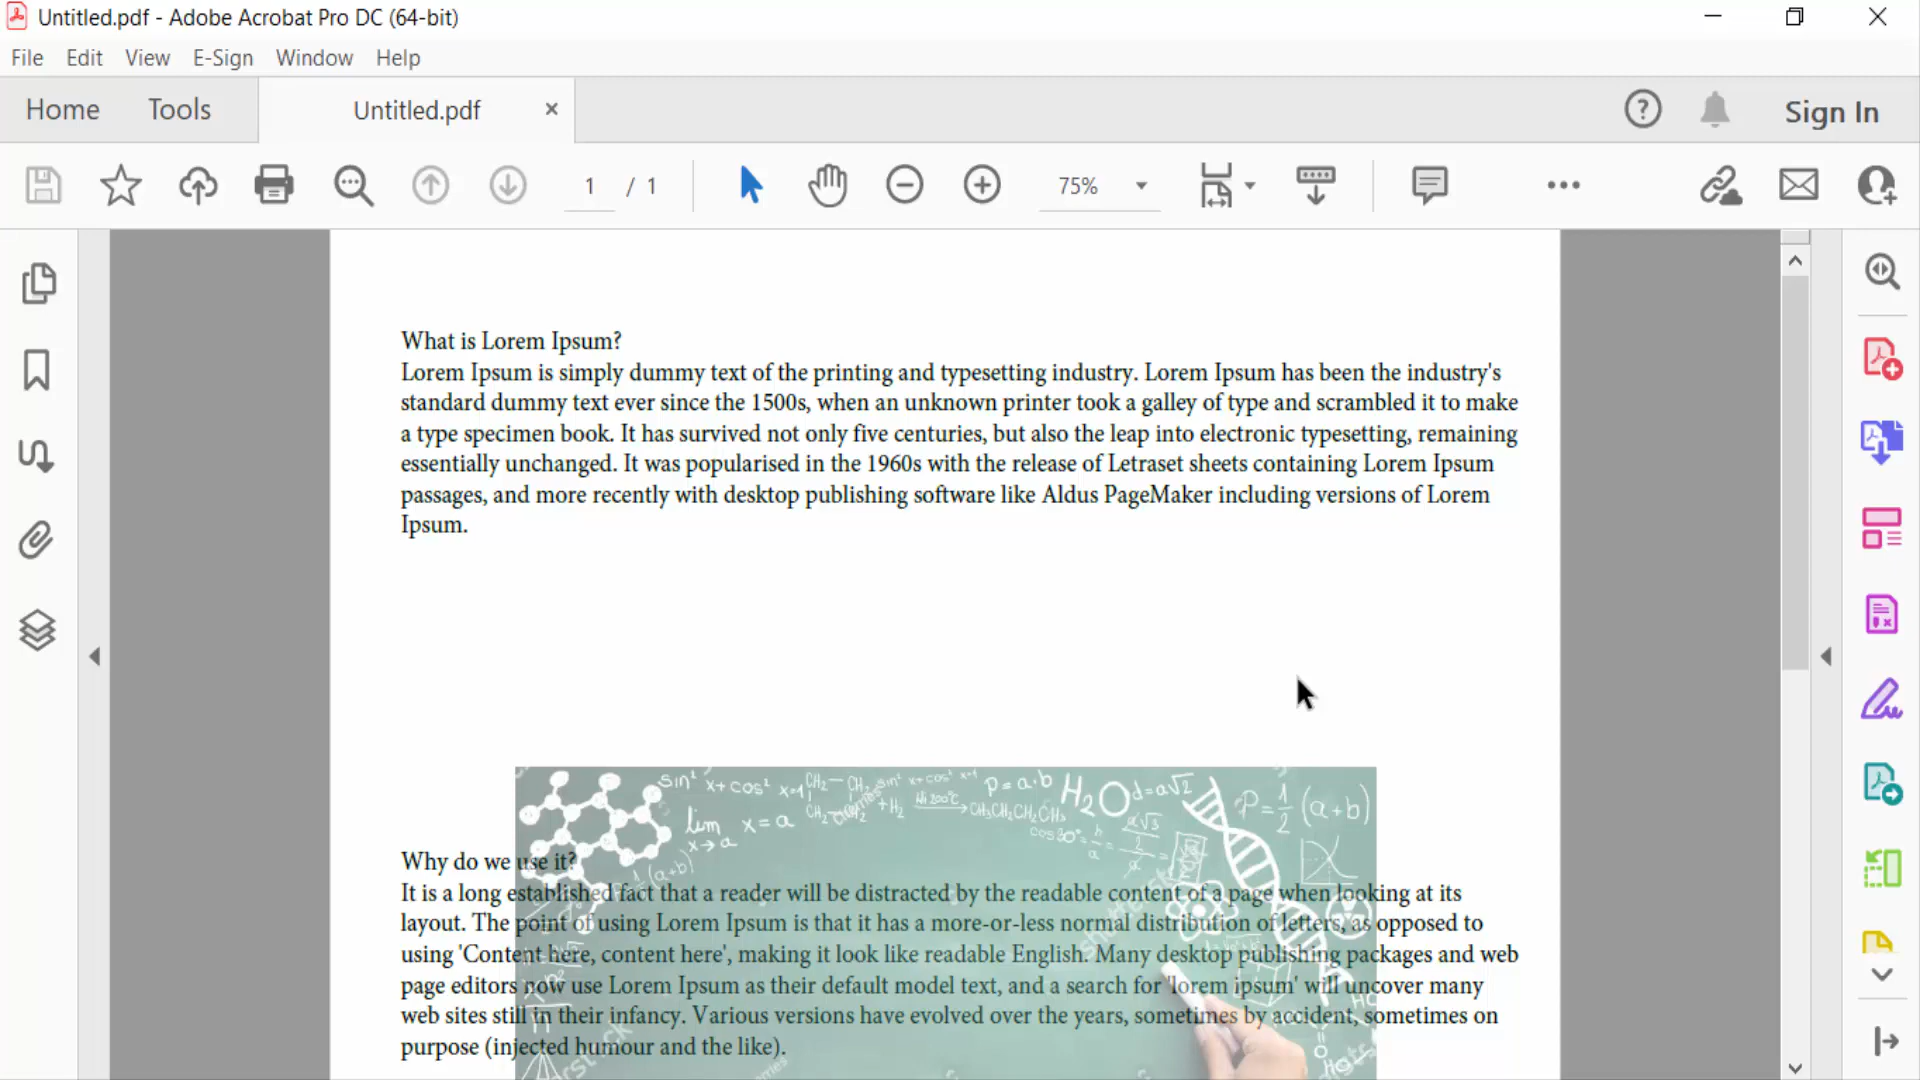 Untitled.pdf - Adobe Acrobat Pro DC (64-bit)
File Edit View E-Sign Window Help
Home Tools Untitled.pdf × Sign In
1 / 1 75%
What is Lorem Ipsum?
Lorem Ipsum is simply dummy text of the printing and typesetting industry. Lorem Ipsum has been the industry's
standard dummy text ever since the 1500s, when an unknown printer took a galley of type and scrambled it to make
a type specimen book. It has survived not only five centuries, but also the leap into electronic typesetting, remaining
essentially unchanged. It was popularised in the 1960s with the release of Letraset sheets containing Lorem Ipsum
passages, and more recently with desktop publishing software like Aldus PageMaker including versions of Lorem
Ipsum.
sin² x+cos² x=1
lim x=a
x→a
p=a·b
H₂O
d=a√2
P=1/2 (a+b)
Why do we use it?
It is a long established fact that a reader will be distracted by the readable content of a page when looking at its
layout. The point of using Lorem Ipsum is that it has a more-or-less normal distribution of letters, as opposed to
using 'Content here, content here', making it look like readable English. Many desktop publishing packages and web
page editors now use Lorem Ipsum as their default model text, and a search for 'lorem ipsum' will uncover many
web sites still in their infancy. Various versions have evolved over the years, sometimes by accident, sometimes on
purpose (injected humour and the like).